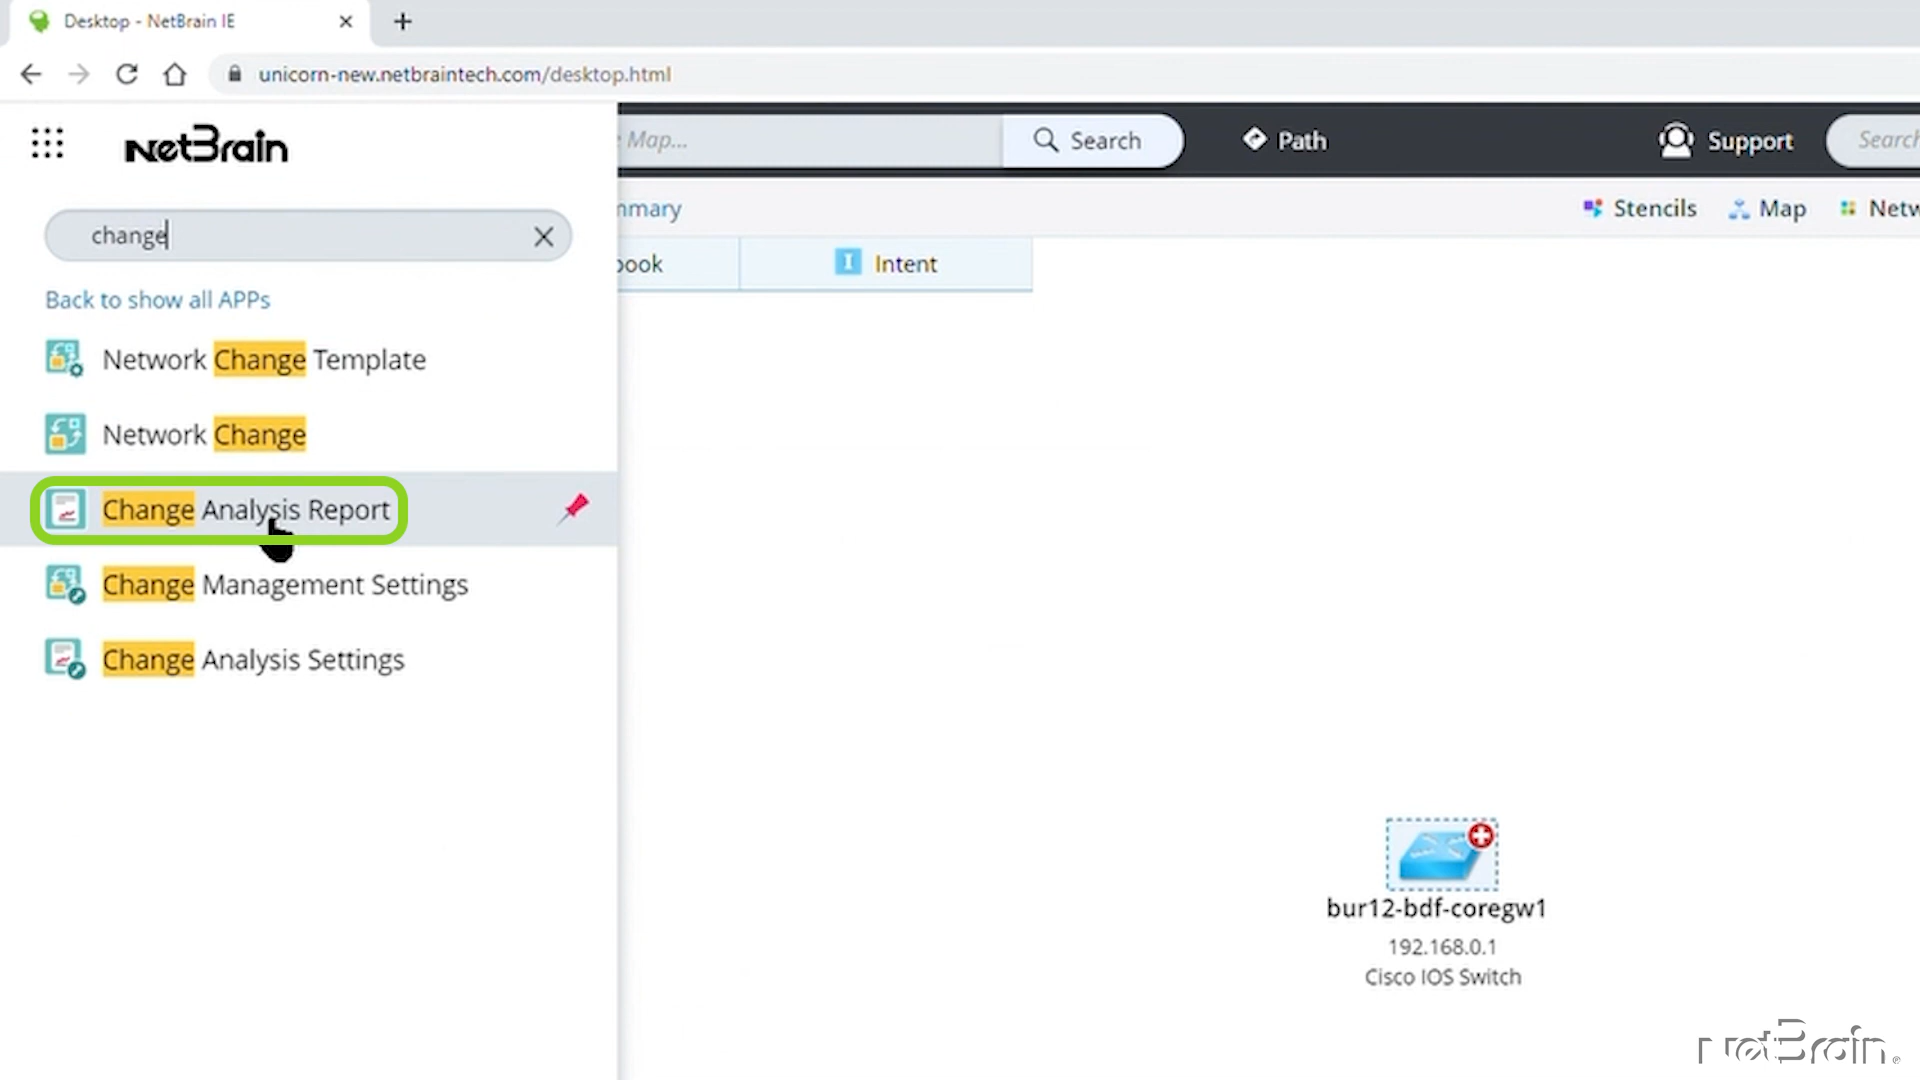 Desktop - NetBrain IE
unicorn-new.netbraintech.com/desktop.html
NetBrain
Map...
Search
Path
Support
Search
change
mmary
Stencils
Map
Netw
Back to show all APPs
book
Intent
Network Change Template
Network Change
Change Analysis Report
Change Management Settings
Change Analysis Settings
bur12-bdf-coregw1
192.168.0.1
Cisco IOS Switch
NetBrain®